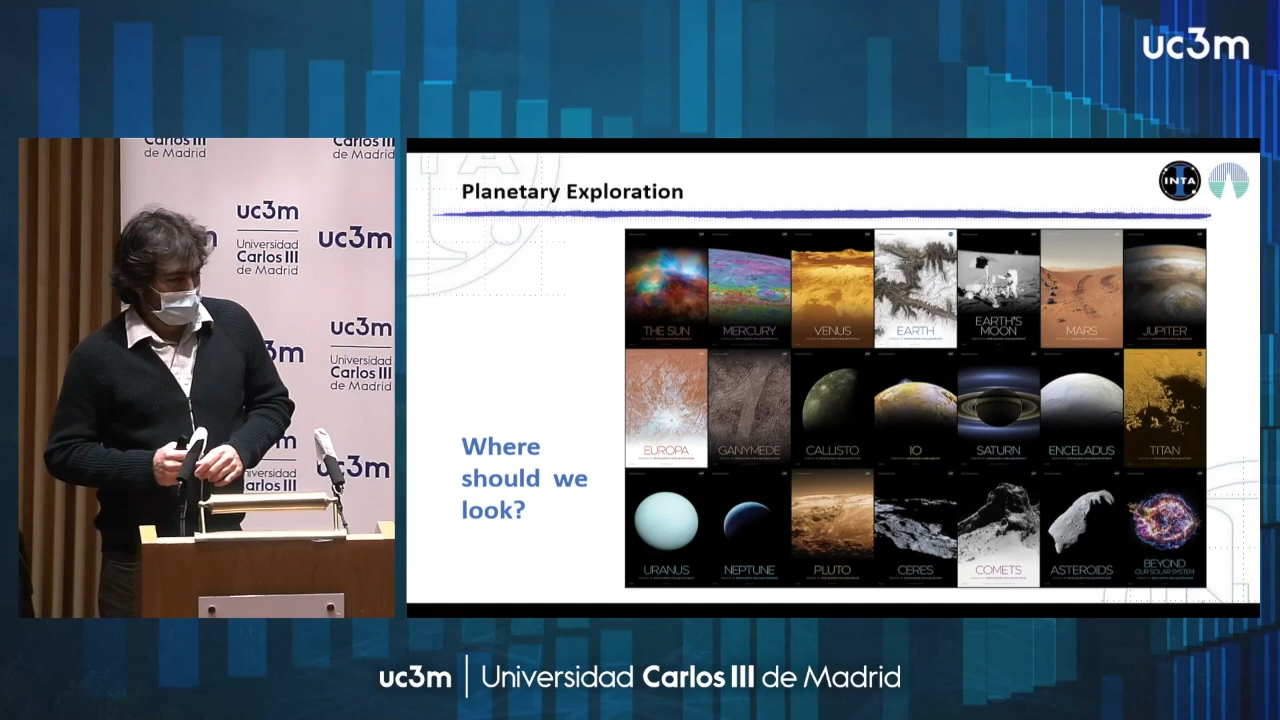 uc3m
Carlos III
de Madrid
Carlos III
de Madrid
uc3m
Universidad
Carlos III
de Madrid
uc3m
uc3m
Universidad
Carlos III
de Madrid
uc3m
Planetary Exploration
INTA
Where
should we
look?
THE SUN
MERCURY
VENUS
EARTH
EARTH'S
MOON
MARS
JUPITER
EUROPA
GANYMEDE
CALLISTO
IO
SATURN
ENCELADUS
TITAN
URANUS
NEPTUNE
PLUTO
CERES
COMETS
ASTEROIDS
BEYOND
OUR SOLAR SYSTEM
uc3m | Universidad Carlos III de Madrid